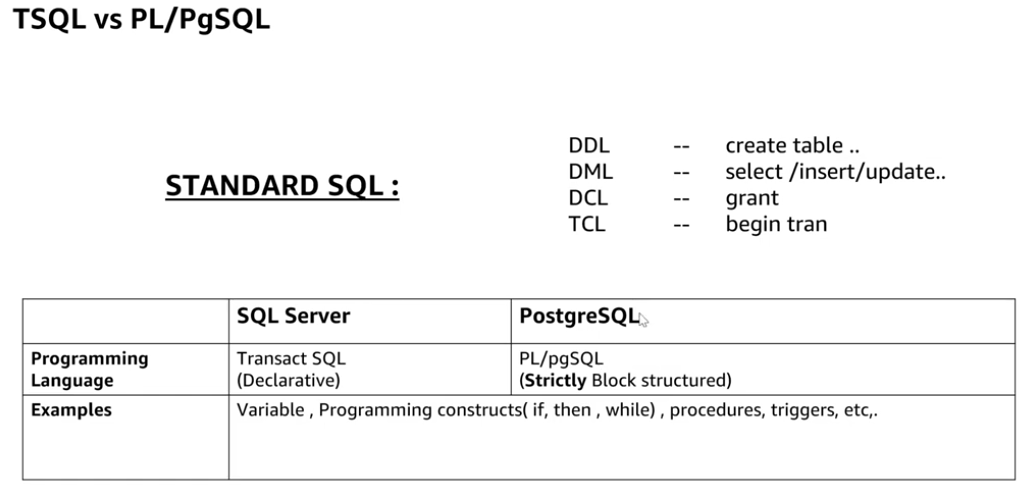 TSQL vs PL/PgSQL
STANDARD SQL :
DDL -- create table ..
DML -- select /insert/update..
DCL -- grant
TCL -- begin tran
SQL Server PostgreSQL
Programming Language Transact SQL (Declarative) PL/pgSQL (Strictly Block structured)
Examples Variable , Programming constructs( if, then , while) , procedures, triggers, etc,.